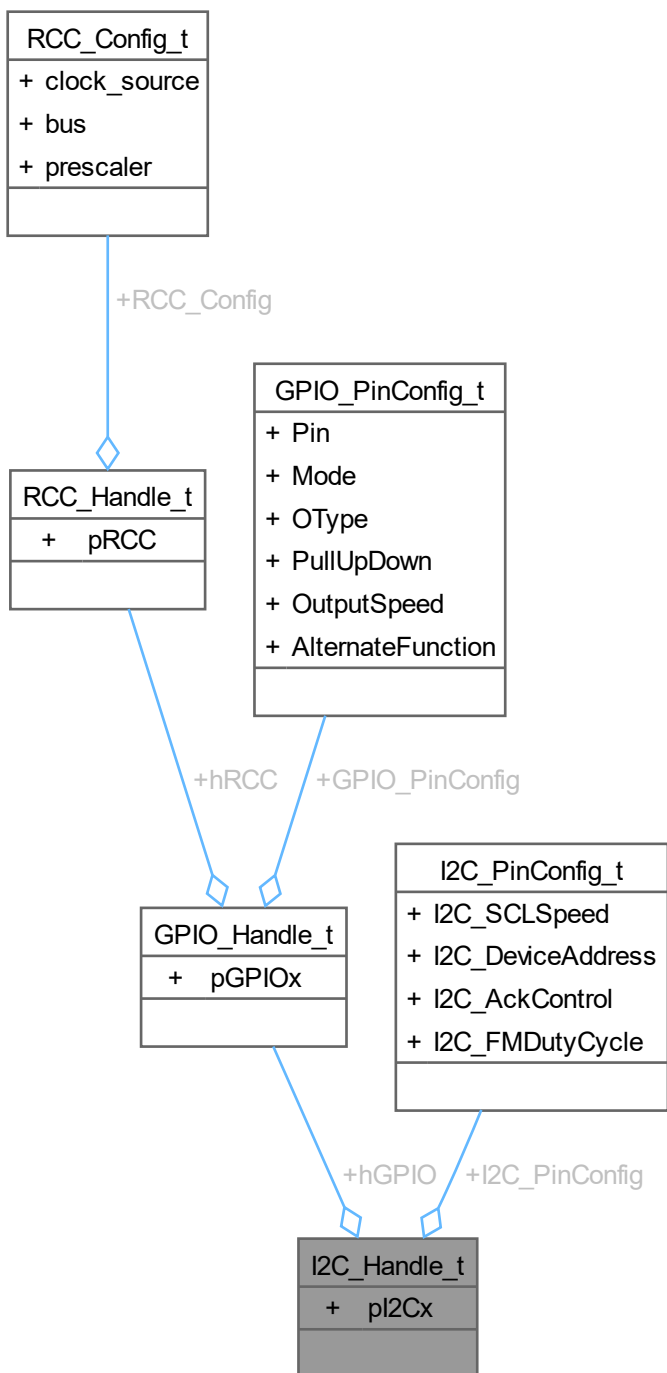 RCC_Config_t
+ clock_source
+ bus
+ prescaler
+RCC_Config
GPIO_PinConfig_t
+ Pin
+ Mode
+ OType
+ PullUpDown
+ OutputSpeed
+ AlternateFunction
RCC_Handle_t
+ pRCC
+hRCC
+GPIO_PinConfig
I2C_PinConfig_t
+ I2C_SCLSpeed
+ I2C_DeviceAddress
+ I2C_AckControl
+ I2C_FMDutyCycle
GPIO_Handle_t
+ pGPIOx
+hGPIO
+I2C_PinConfig
I2C_Handle_t
+ pI2Cx